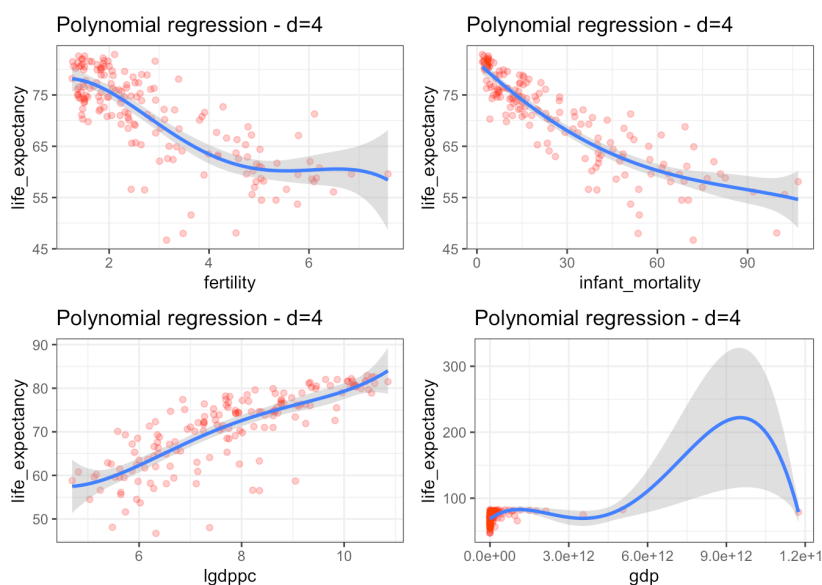 Polynomial regression - d=4
life_expectancy
75
65
55
45
2
4
6
fertility
Polynomial regression - d=4
life_expectancy
75
65
55
45
0
30
60
90
infant_mortality
Polynomial regression - d=4
life_expectancy
90
80
70
60
50
6
8
10
lgdppc
Polynomial regression - d=4
life_expectancy
300
200
100
0.0e+00
3.0e+12
6.0e+12
9.0e+12
1.2e+1
gdp